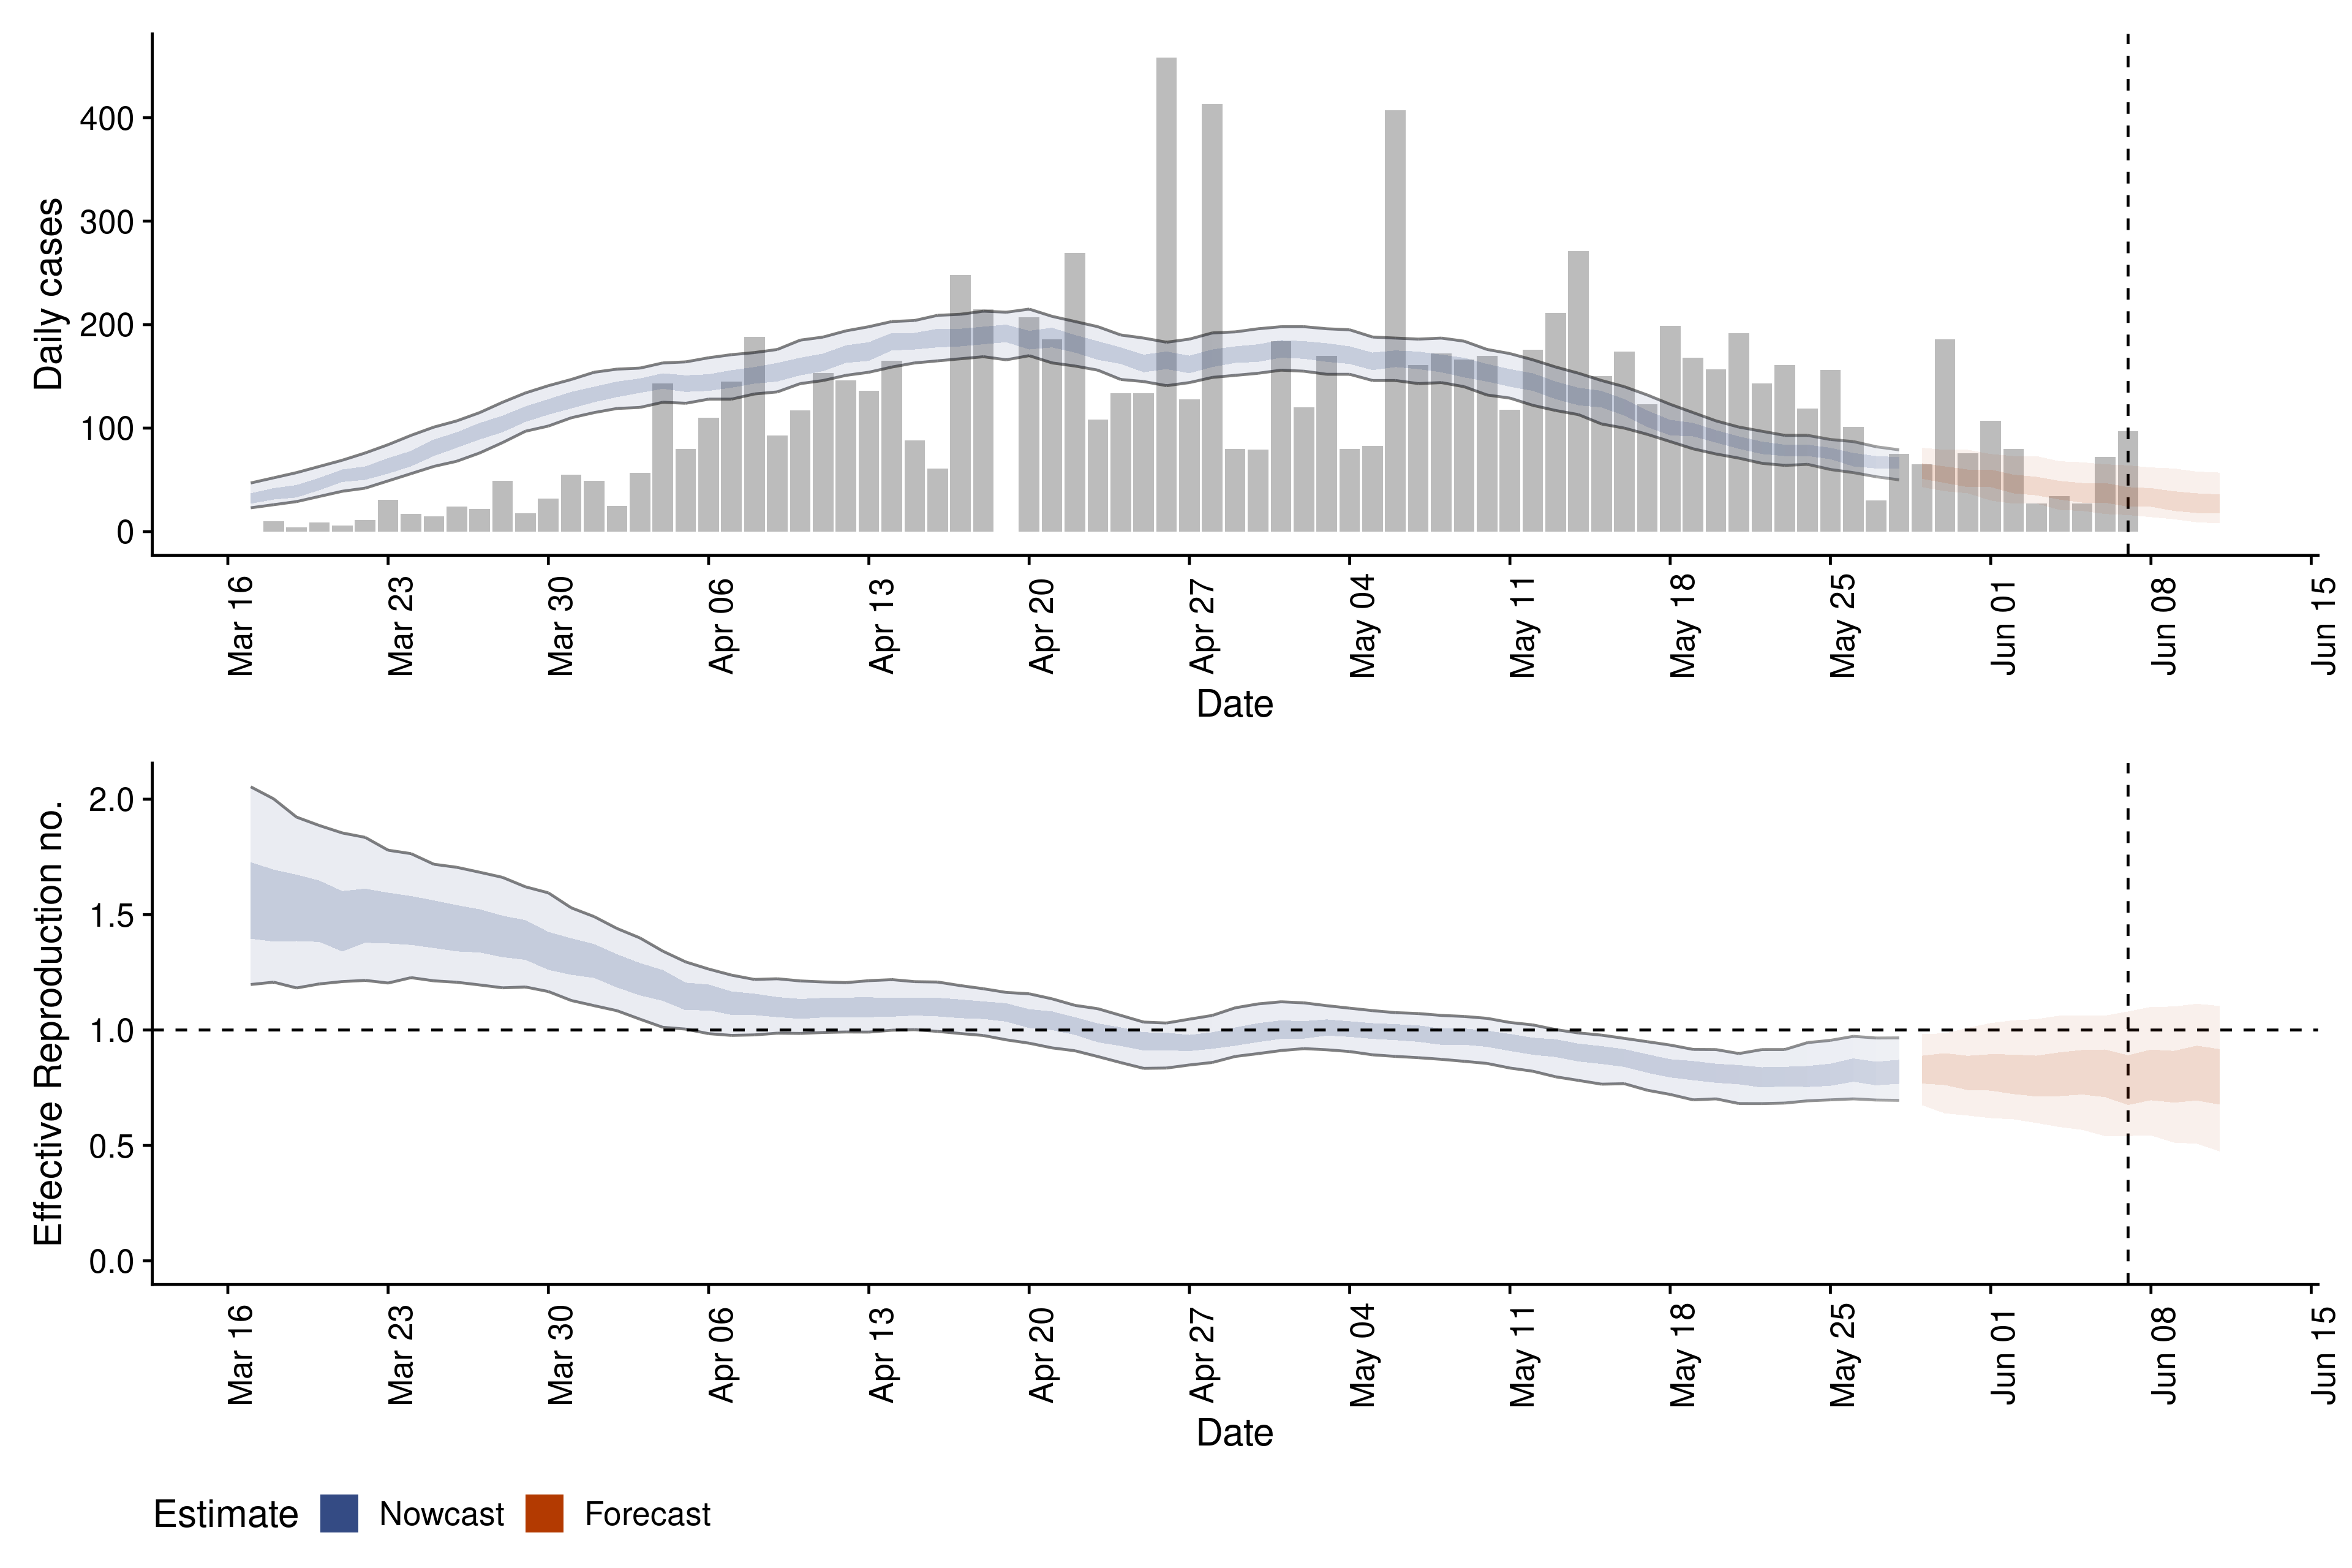 Daily cases
400
300
200
100
0
Mar 16
Mar 23
Mar 30
Apr 06
Apr 13
Apr 20
Apr 27
May 04
May 11
May 18
May 25
Jun 01
Jun 08
Jun 15
Date
Effective Reproduction no.
2.0
1.5
1.0
0.5
0.0
Mar 16
Mar 23
Mar 30
Apr 06
Apr 13
Apr 20
Apr 27
May 04
May 11
May 18
May 25
Jun 01
Jun 08
Jun 15
Date
Estimate Nowcast Forecast